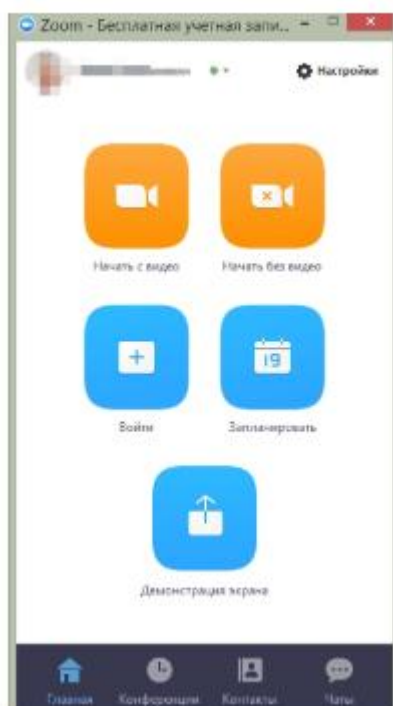 Zoom - Бесплатная учетная запи...
Настройки
Начать с видео
Начать без видео
Войти
19
Запланировать
Демонстрация экрана
Главная
Конференции
Контакты
Чаты